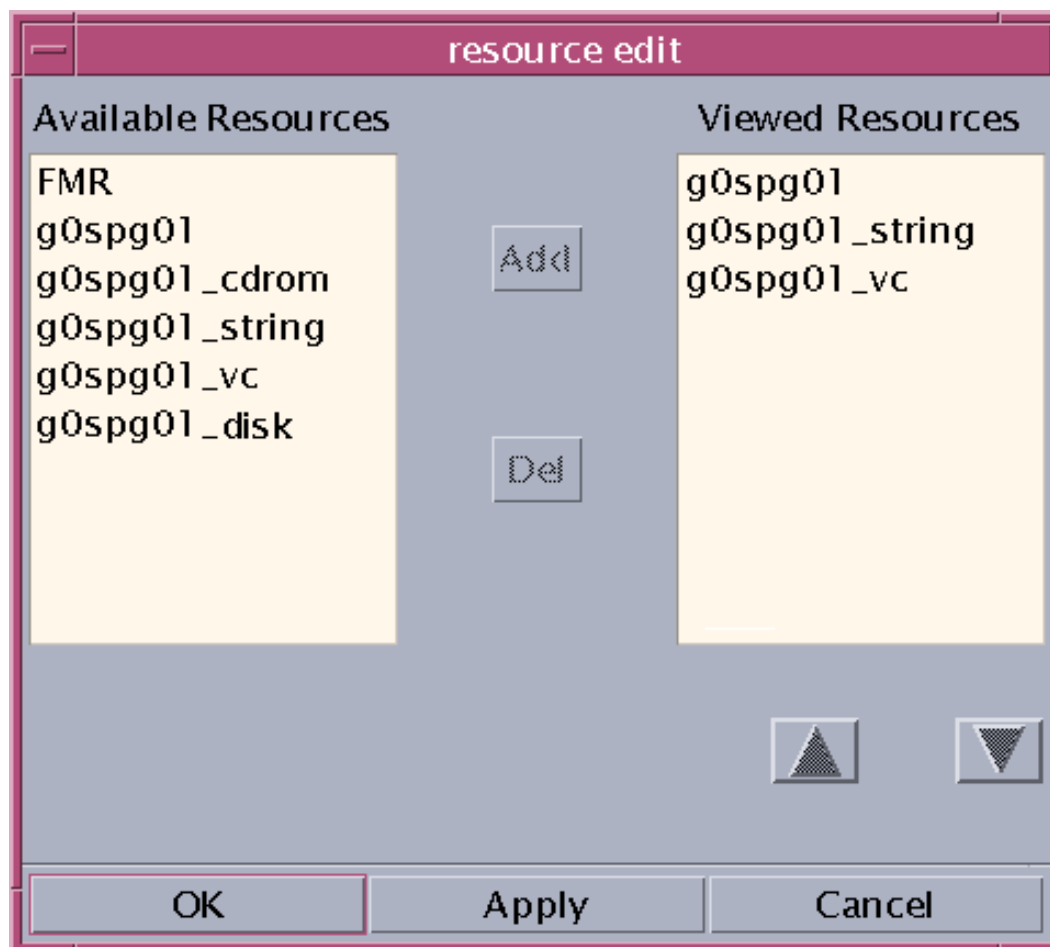 resource edit
Available Resources
FMR
g0spg01
g0spg01_cdrom
g0spg01_string
g0spg01_vc
g0spg01_disk
Add
Del
Viewed Resources
g0spg01
g0spg01_string
g0spg01_vc
OK
Apply
Cancel